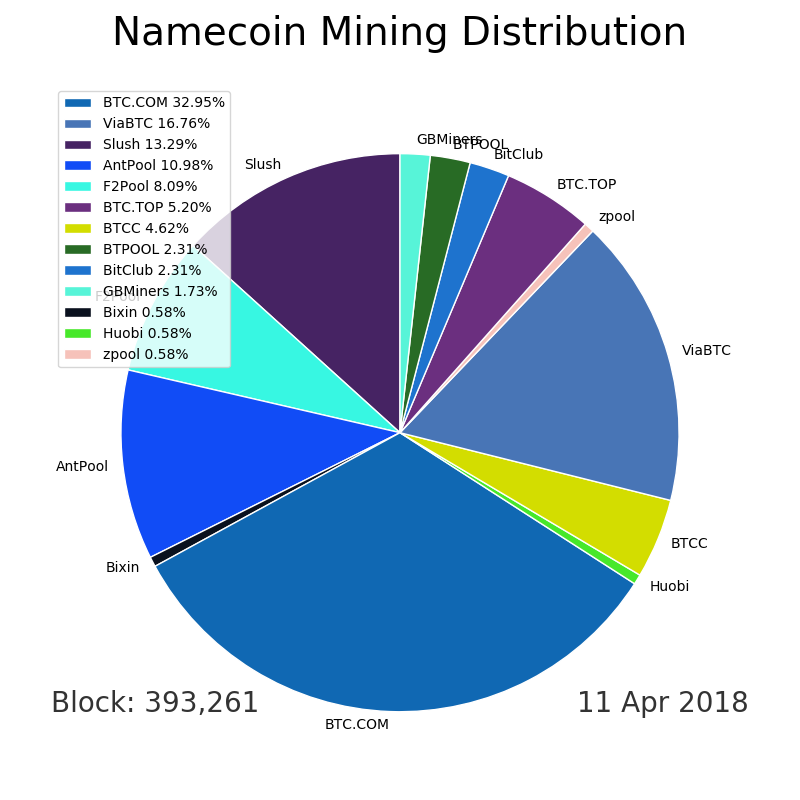 Namecoin Mining Distribution
BTC.COM 32.95%
ViaBTC 16.76%
Slush 13.29%
AntPool 10.98%
F2Pool 8.09%
BTC.TOP 5.20%
BTCC 4.62%
BTPOOL 2.31%
BitClub 2.31%
GBMiners 1.73%
Bixin 0.58%
Huobi 0.58%
zpool 0.58%
GBMiners
BTPOOL
BitClub
BTC.TOP
zpool
ViaBTC
BTCC
Huobi
BTC.COM
Bixin
AntPool
F2Pool
Slush
Block: 393,261
11 Apr 2018